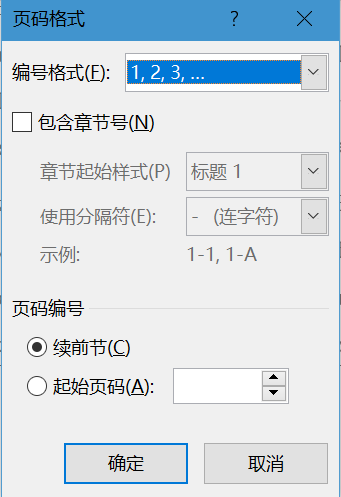 页码格式 ?
编号格式(F): 1, 2, 3, ...
包含章节号(N)
章节起始样式(P) 标题 1
使用分隔符(E): - (连字符)
示例: 1-1, 1-A
页码编号
续前节(C)
起始页码(A):
确定 取消